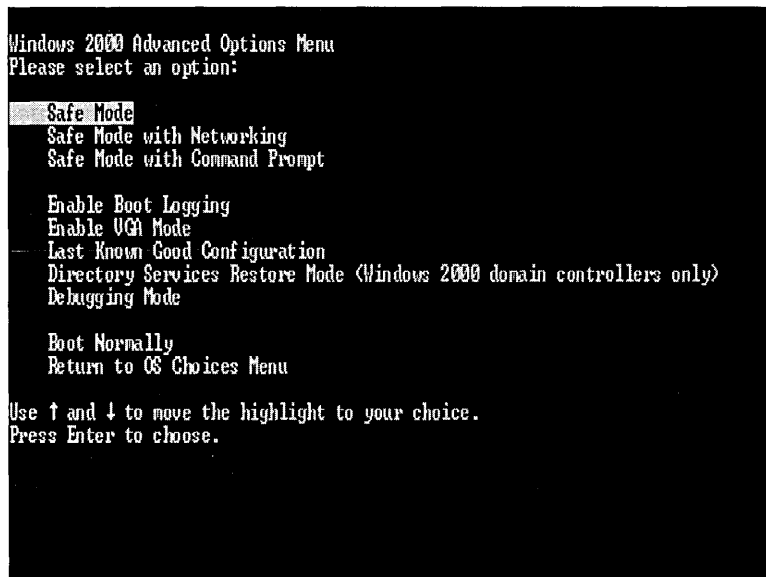 Windows 2000 Advanced Options Menu
Please select an option:
Safe Mode
Safe Mode with Networking
Safe Mode with Command Prompt
Enable Boot Logging
Enable VGA Mode
Last Known Good Configuration
Directory Services Restore Mode (Windows 2000 domain controllers only)
Debugging Mode
Boot Normally
Return to OS Choices Menu
Use ↑ and ↓ to move the highlight to your choice.
Press Enter to choose.